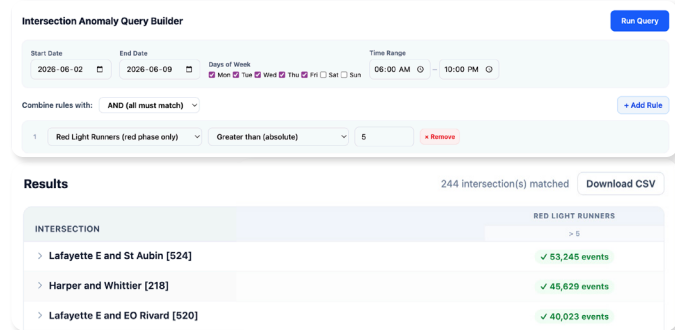 Intersection Anomaly Query Builder
Run Query
Start Date
End Date
Days of Week
Time Range
2026-06-02
2026-06-09
Mon Tue Wed Thu Fri Sat Sun
06:00 AM – 10:00 PM
Combine rules with: AND (all must match)
+ Add Rule
1 Red Light Runners (red phase only) Greater than (absolute) 5 × Remove
Results
244 intersection(s) matched
Download CSV
INTERSECTION
RED LIGHT RUNNERS
> 5
> Lafayette E and St Aubin [524] ✓ 53,245 events
> Harper and Whittier [218] ✓ 45,629 events
> Lafayette E and EO Rivard [520] ✓ 40,023 events